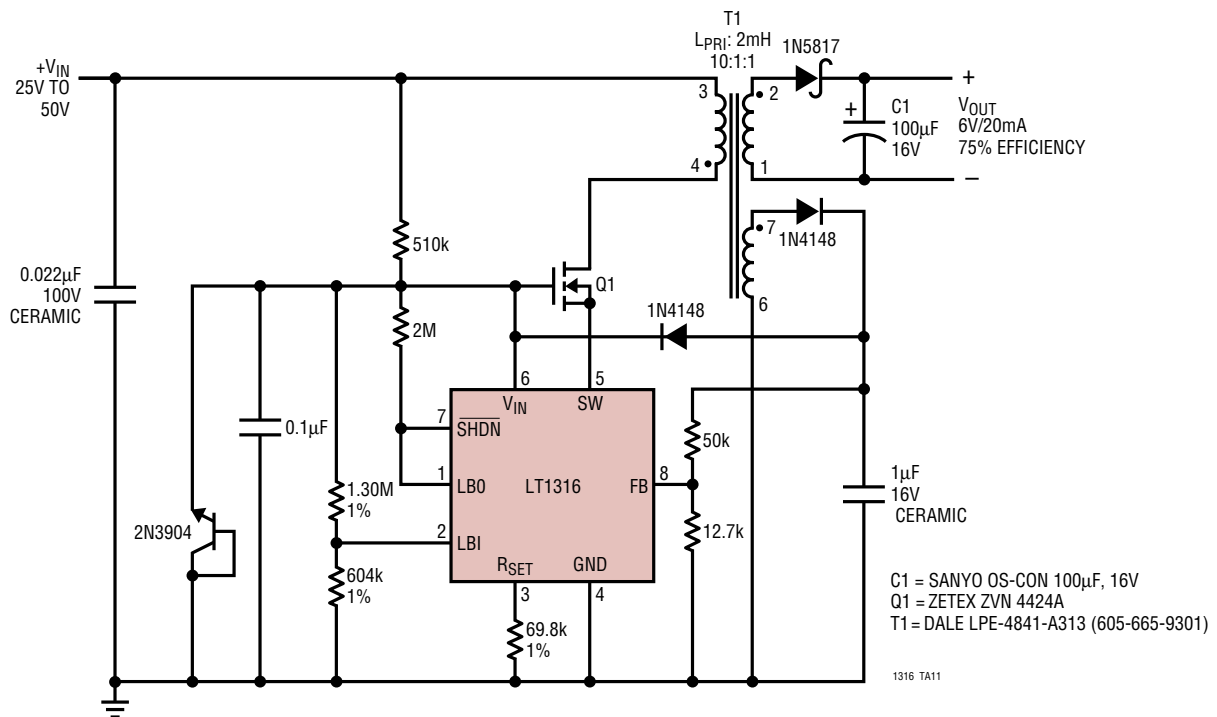 T1
LPRI: 2mH
10:1:1
1N5817
+VIN
25V TO
50V
3
2
4
1
+
C1
100µF
16V
+
VOUT
6V/20mA
75% EFFICIENCY
–
7
1N4148
6
510k
Q1
0.022µF
100V
CERAMIC
2M
1N4148
6
5
VIN
SW
7
SHDN
0.1µF
50k
1
LB0
LT1316
FB
8
1.30M
1%
1µF
16V
CERAMIC
2N3904
2
LBI
12.7k
RSET
GND
604k
1%
3
4
69.8k
1%
C1 = SANYO OS-CON 100µF, 16V
Q1 = ZETEX ZVN 4424A
T1 = DALE LPE-4841-A313 (605-665-9301)
1316 TA11